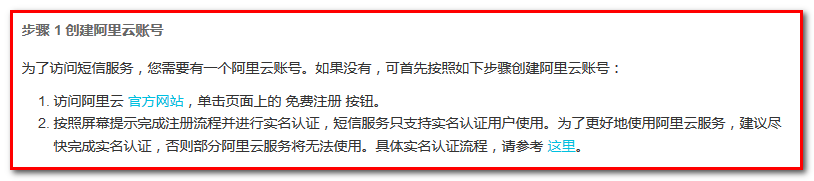 步骤 1 创建阿里云账号
为了访问短信服务，您需要有一个阿里云账号。如果没有，可首先按照如下步骤创建阿里云账号：
1. 访问阿里云 官方网站，单击页面上的 免费注册 按钮。
2. 按照屏幕提示完成注册流程并进行实名认证，短信服务只支持实名认证用户使用。为了更好地使用阿里云服务，建议尽
快完成实名认证，否则部分阿里云服务将无法使用。具体实名认证流程，请参考 这里。